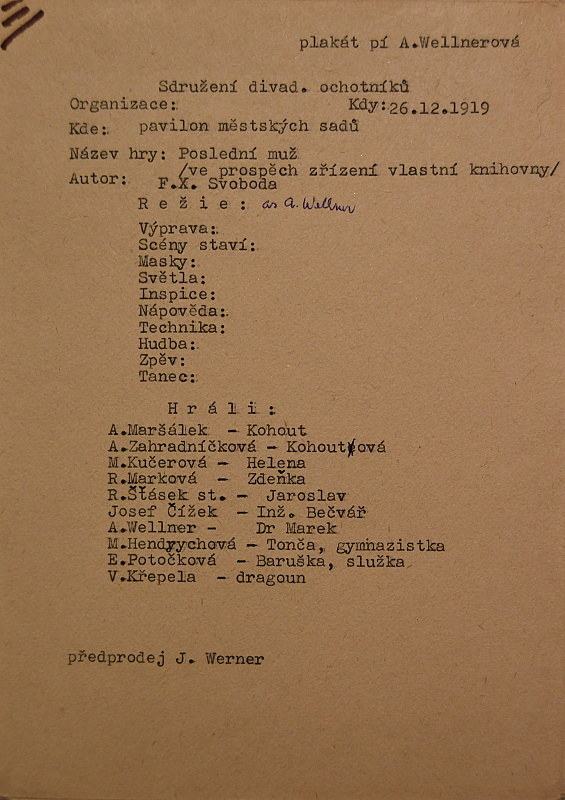 plakát pí A.Wellnerová
Sdružení divad. ochotníků
Organizace: Kdy:26.12.1919
Kde: pavilon městských sadů
Název hry: Poslední muž
/ve prospěch zřízení vlastní knihovny/
Autor: F.X. Svoboda
R e ž i e : A. Wellner
Výprava:
Scény staví:
Masky:
Světla:
Inspice:
Nápověda:
Technika:
Hudba:
Zpěv:
Tanec:
H r á l i :
A.Maršálek - Kohout
A.Zahradníčková - Kohoutová
M.Kučerová - Helena
R.Marková - Zdeňka
R.Šťásek st. - Jaroslav
Josef Čížek - Inž. Bečvář
A.Wellner - Dr Marek
M.Hendrychová - Tonča, gymnazistka
E.Potočková - Baruška, služka
V.Křepela - dragoun
předprodej J. Werner